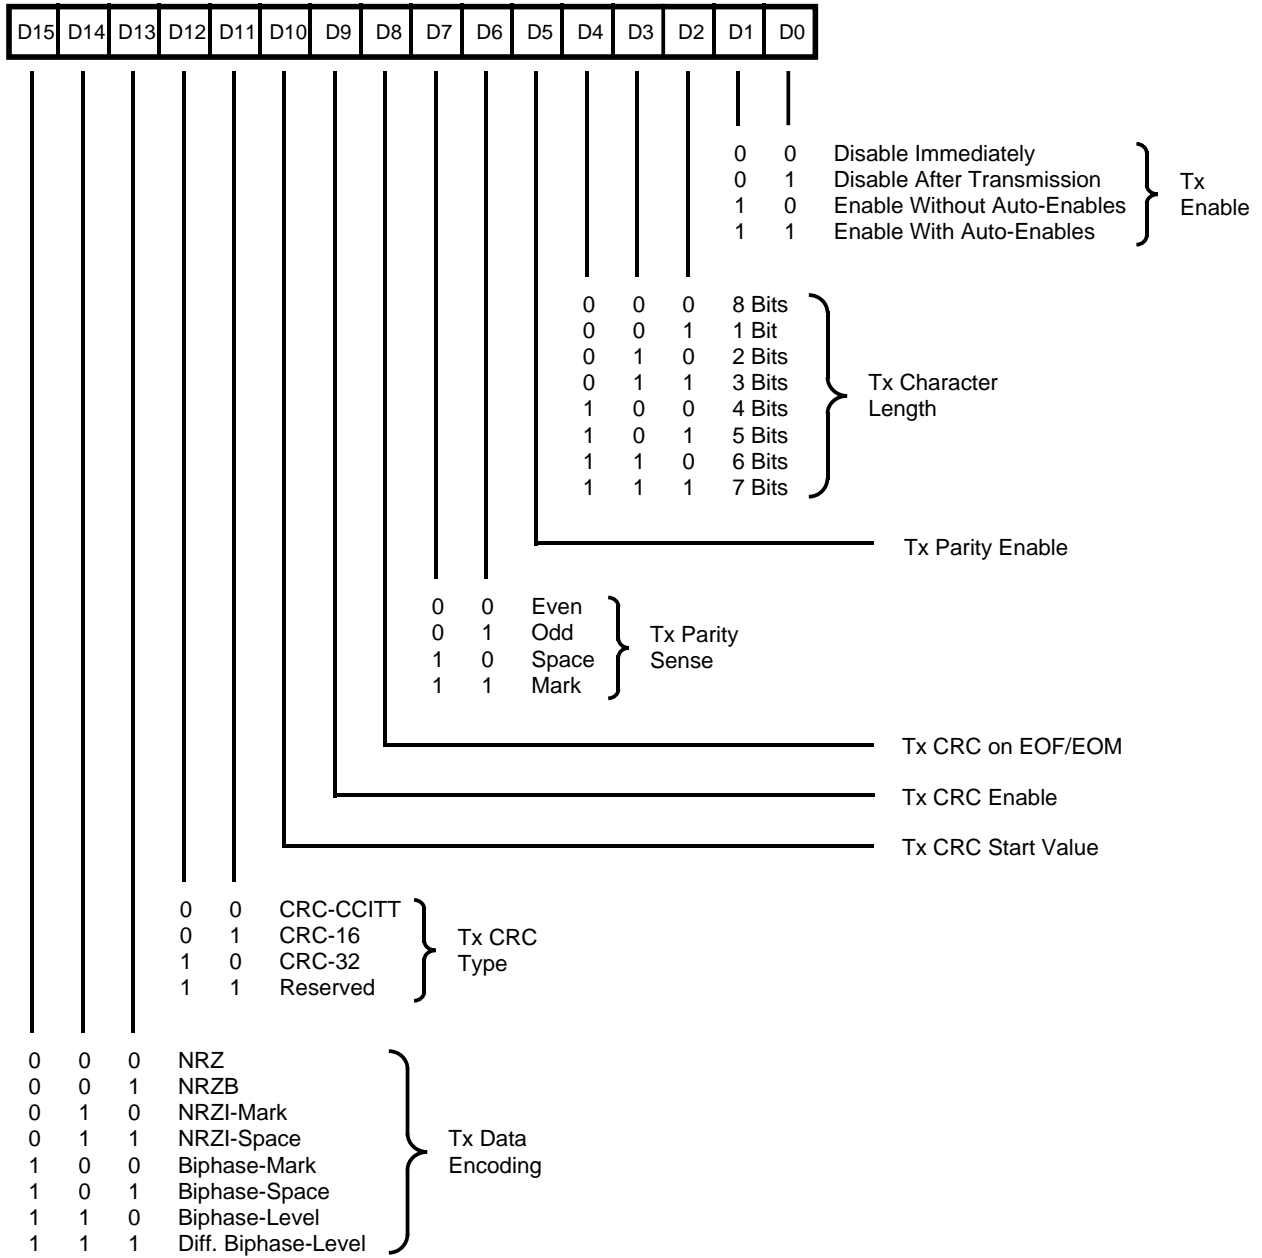 D15 D14 D13 D12 D11 D10 D9 D8 D7 D6 D5 D4 D3 D2 D1 D0
0 0 Disable Immediately
0 1 Disable After Transmission
1 0 Enable Without Auto-Enables
1 1 Enable With Auto-Enables
Tx
Enable
0 0 0 8 Bits
0 0 1 1 Bit
0 1 0 2 Bits
0 1 1 3 Bits
1 0 0 4 Bits
1 0 1 5 Bits
1 1 0 6 Bits
1 1 1 7 Bits
Tx Character
Length
Tx Parity Enable
0 0 Even
0 1 Odd
1 0 Space
1 1 Mark
Tx Parity
Sense
Tx CRC on EOF/EOM
Tx CRC Enable
Tx CRC Start Value
0 0 CRC-CCITT
0 1 CRC-16
1 0 CRC-32
1 1 Reserved
Tx CRC
Type
0 0 0 NRZ
0 0 1 NRZB
0 1 0 NRZI-Mark
0 1 1 NRZI-Space
1 0 0 Biphase-Mark
1 0 1 Biphase-Space
1 1 0 Biphase-Level
1 1 1 Diff. Biphase-Level
Tx Data
Encoding